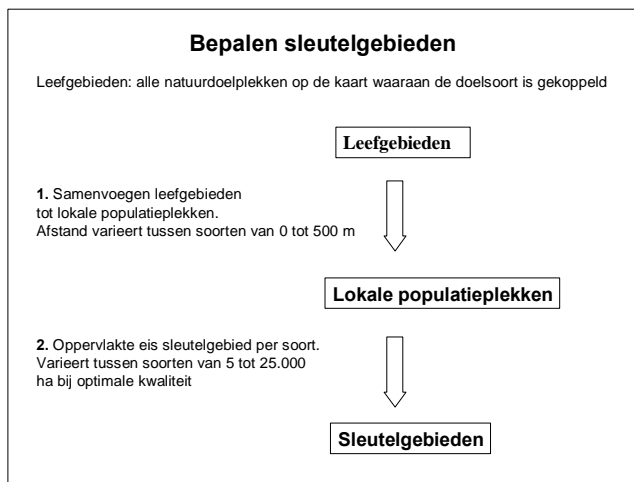 Bepalen sleutelgebieden
Leefgebieden: alle natuurdoelplekken op de kaart waaraan de doelsoort is gekoppeld
Leefgebieden
1. Samenvoegen leefgebieden
tot lokale populatieplekken.
Afstand varieert tussen soorten van 0 tot 500 m
Lokale populatieplekken
2. Oppervlakte eis sleutelgebied per soort.
Varieert tussen soorten van 5 tot 25.000
ha bij optimale kwaliteit
Sleutelgebieden